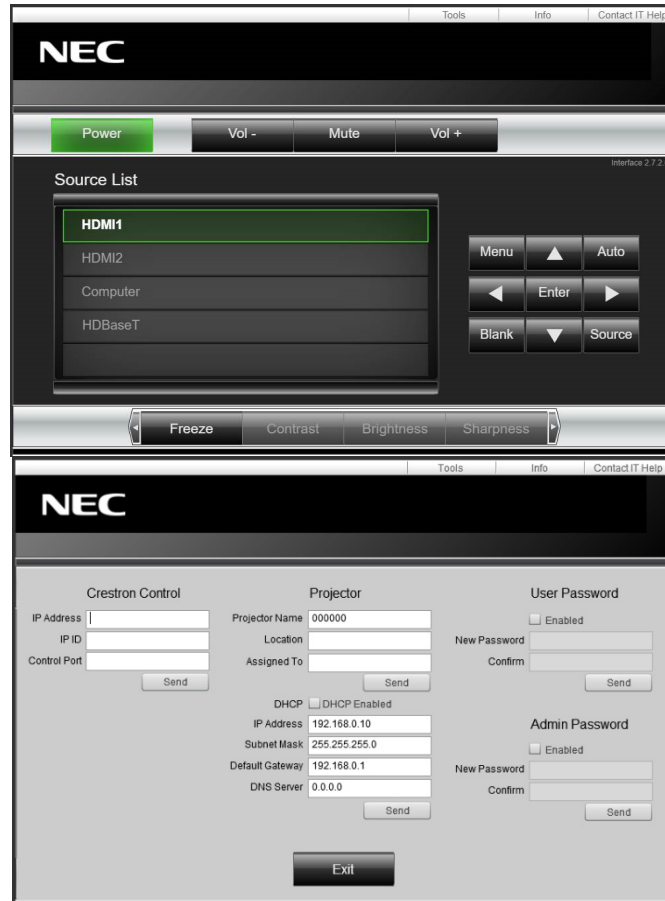 Tools Info Contact IT Help
NEC
Power Vol - Mute Vol +
Interface 2.7.2.
Source List
HDMI1
HDMI2
Computer
HDBaseT
Menu Auto
Enter
Blank Source
Freeze Contrast Brightness Sharpness
Tools Info Contact IT Help
NEC
Crestron Control
IP Address
IP ID
Control Port
Send
Projector
Projector Name 000000
Location
Assigned To
Send
DHCP DHCP Enabled
IP Address 192.168.0.10
Subnet Mask 255.255.255.0
Default Gateway 192.168.0.1
DNS Server 0.0.0.0
Send
User Password
Enabled
New Password
Confirm
Send
Admin Password
Enabled
New Password
Confirm
Send
Exit